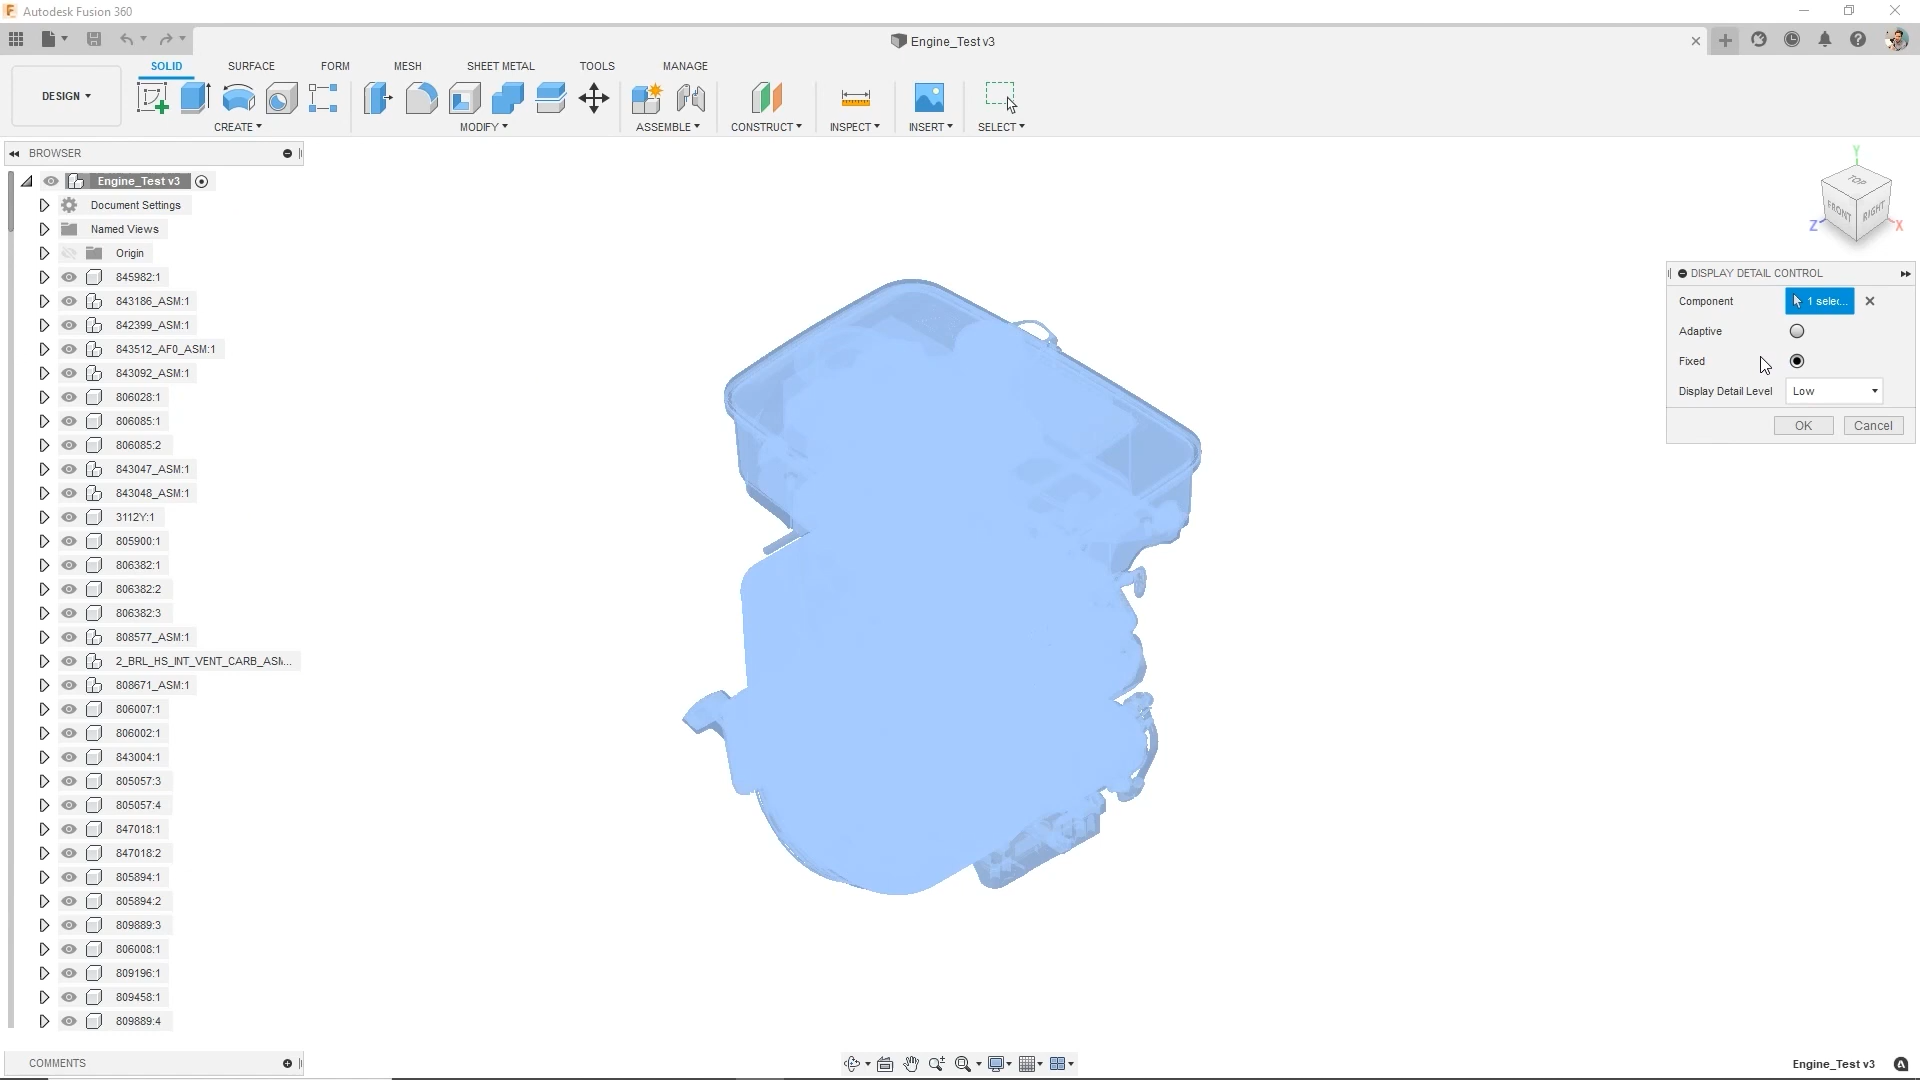 Autodesk Fusion 360
Engine_Test v3
DESIGN
SOLID SURFACE FORM MESH SHEET METAL TOOLS MANAGE
CREATE MODIFY ASSEMBLE CONSTRUCT INSPECT INSERT SELECT
BROWSER
Engine_Test v3
Document Settings
Named Views
Origin
845982:1
843186_ASM:1
842399_ASM:1
843512_AF0_ASM:1
843092_ASM:1
806028:1
806085:1
806085:2
843047_ASM:1
843048_ASM:1
3112Y:1
805900:1
806382:1
806382:2
806382:3
808577_ASM:1
2_BRL_HS_INT_VENT_CARB_ASM...
808671_ASM:1
806007:1
806002:1
843004:1
805057:3
805057:4
847018:1
847018:2
805894:1
805894:2
809889:3
806008:1
809196:1
809458:1
809889:4
COMMENTS
Y
TOP
FRONT RIGHT
Z X
DISPLAY DETAIL CONTROL
Component 1 selec...
Adaptive
Fixed
Display Detail Level Low
OK Cancel
Engine_Test v3